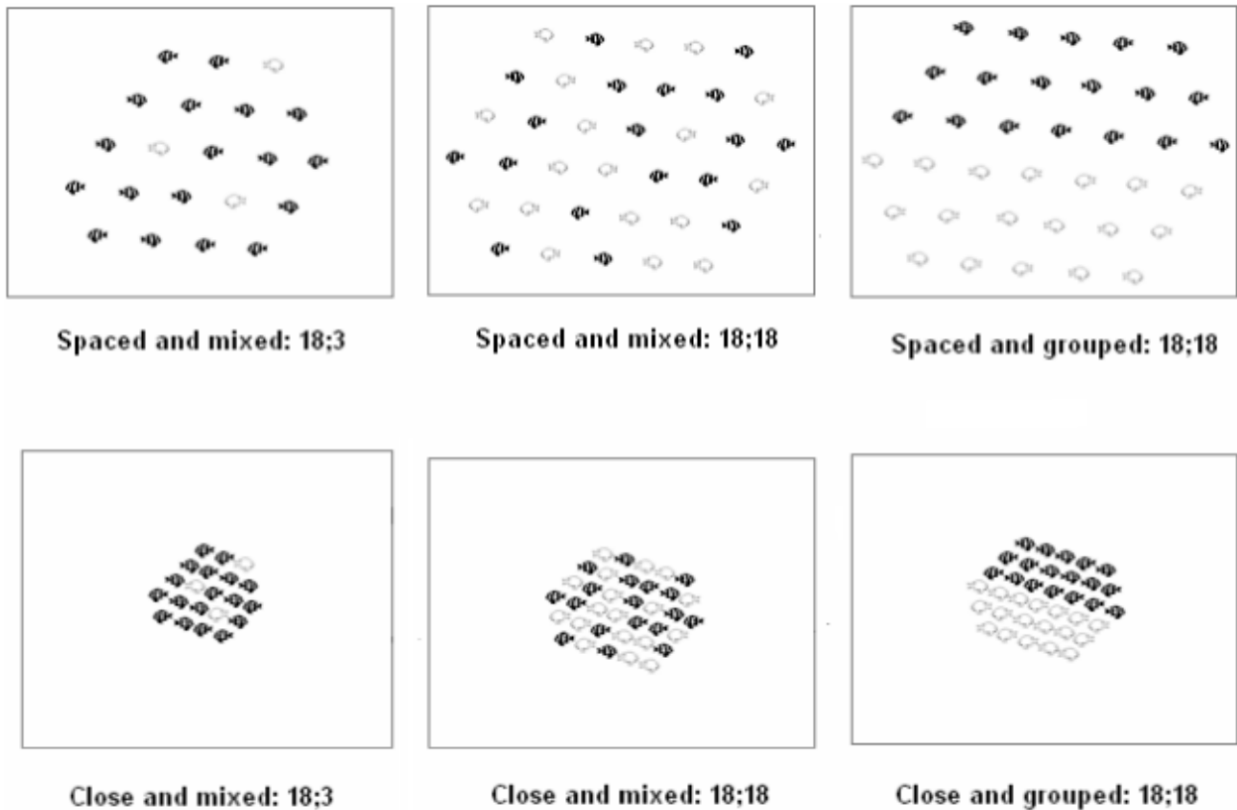 Spaced and mixed: 18;3
Spaced and mixed: 18;18
Spaced and grouped: 18;18
Close and mixed: 18;3
Close and mixed: 18;18
Close and grouped: 18;18